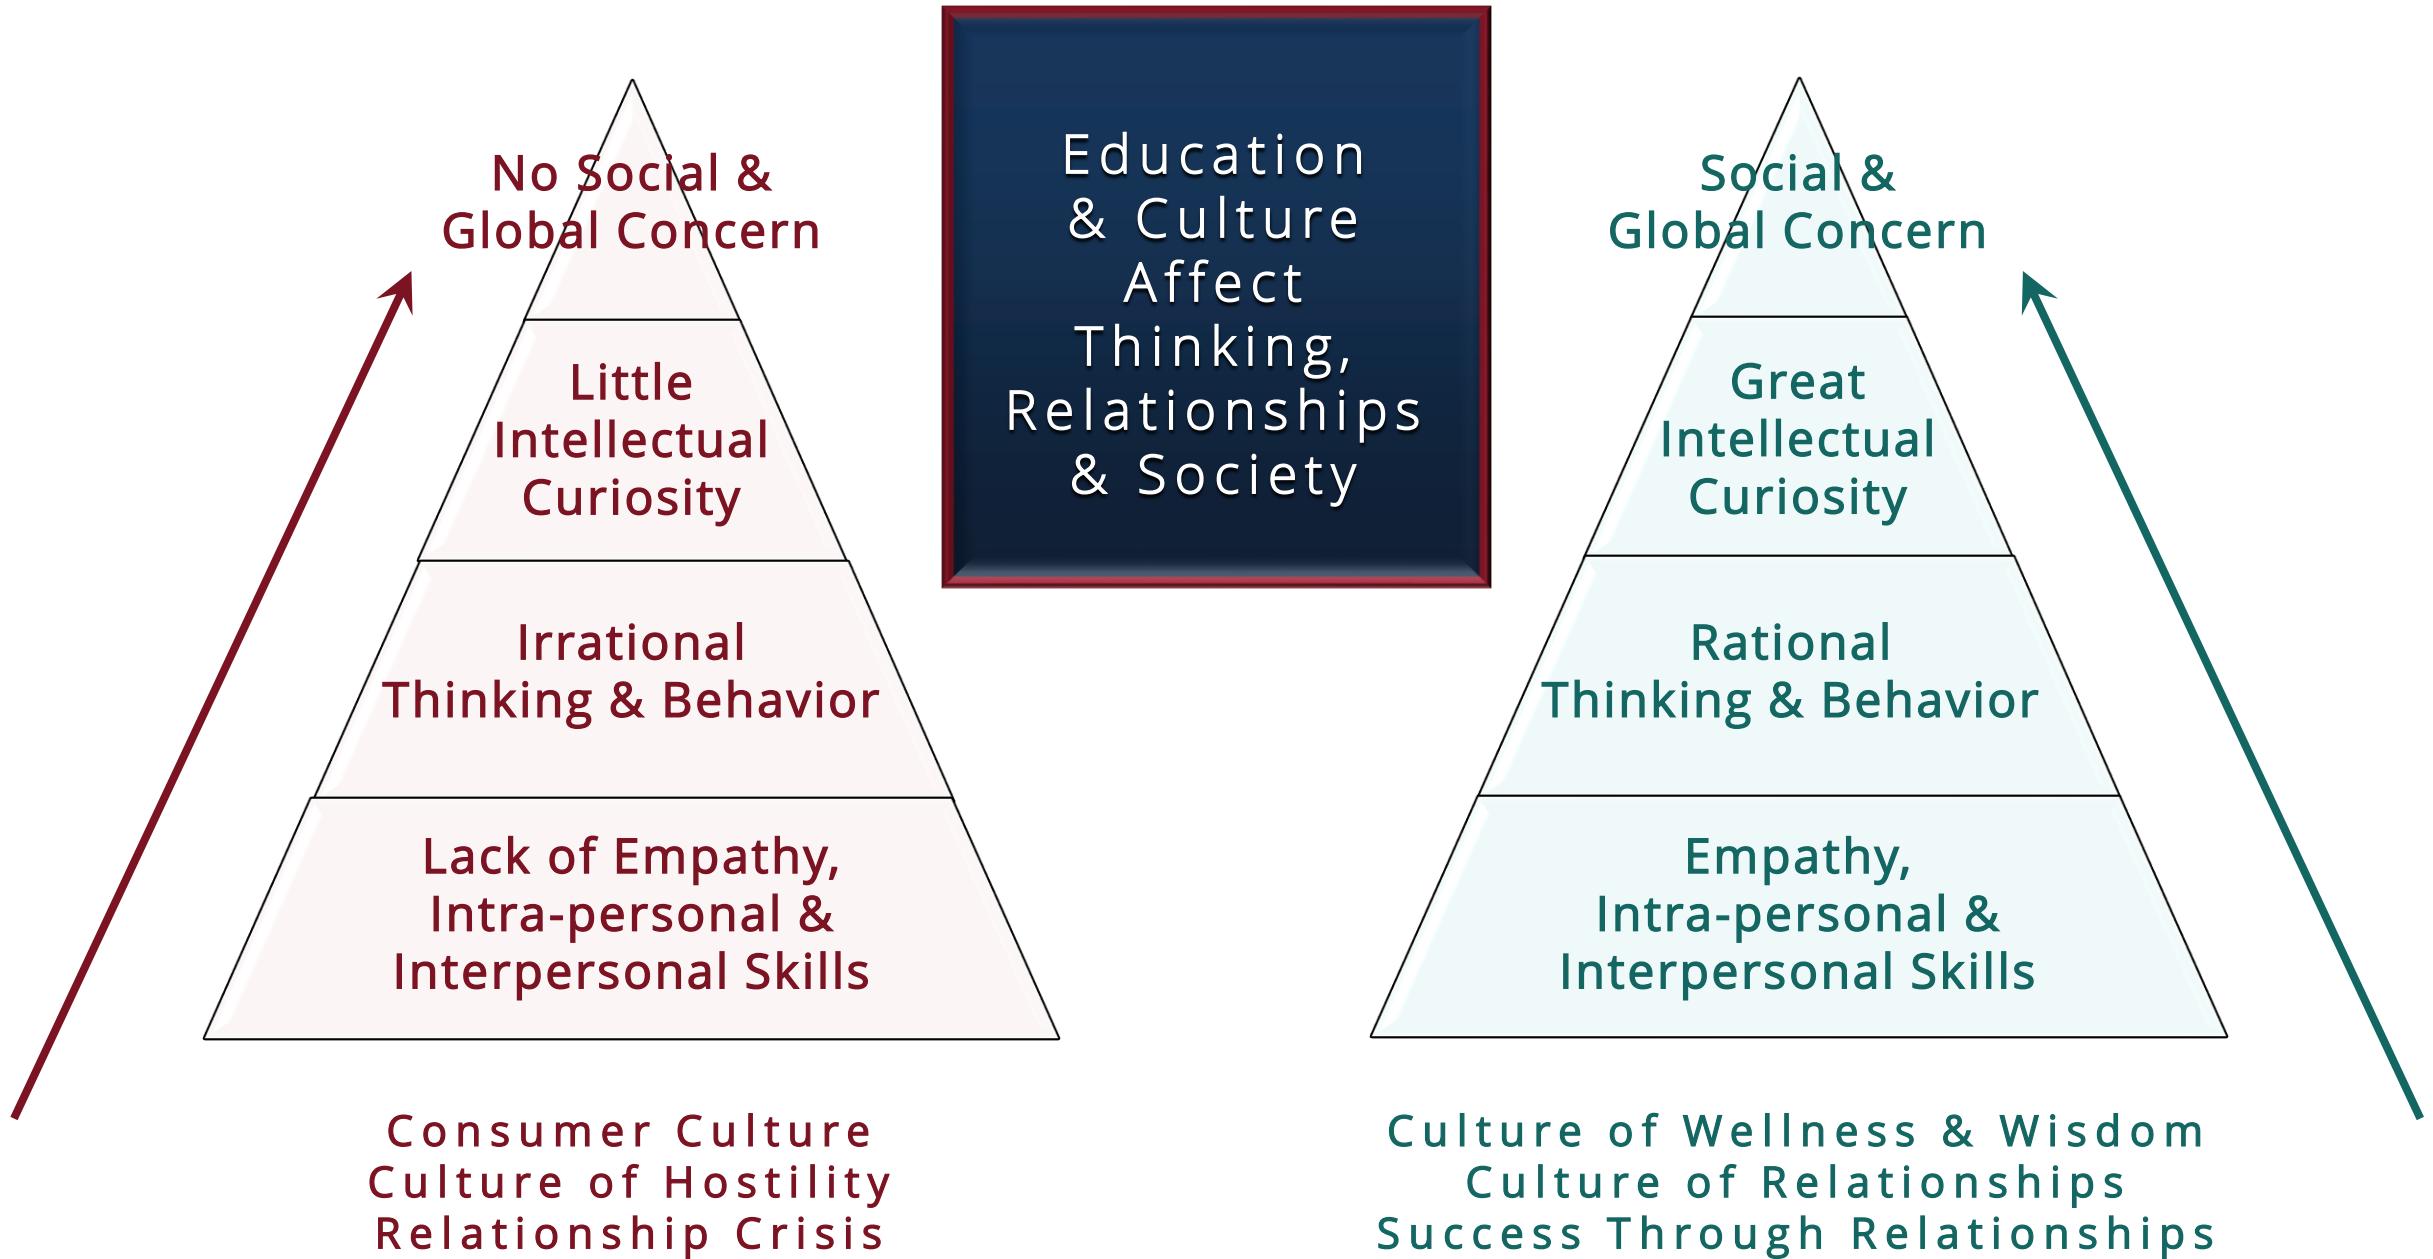 Education
& Culture
Affect
Thinking,
Relationships
& Society
No Social &
Global Concern
Little
Intellectual
Curiosity
Irrational
Thinking & Behavior
Lack of Empathy,
Intra-personal &
Interpersonal Skills
Consumer Culture
Culture of Hostility
Relationship Crisis
Social &
Global Concern
Great
Intellectual
Curiosity
Rational
Thinking & Behavior
Empathy,
Intra-personal &
Interpersonal Skills
Culture of Wellness & Wisdom
Culture of Relationships
Success Through Relationships